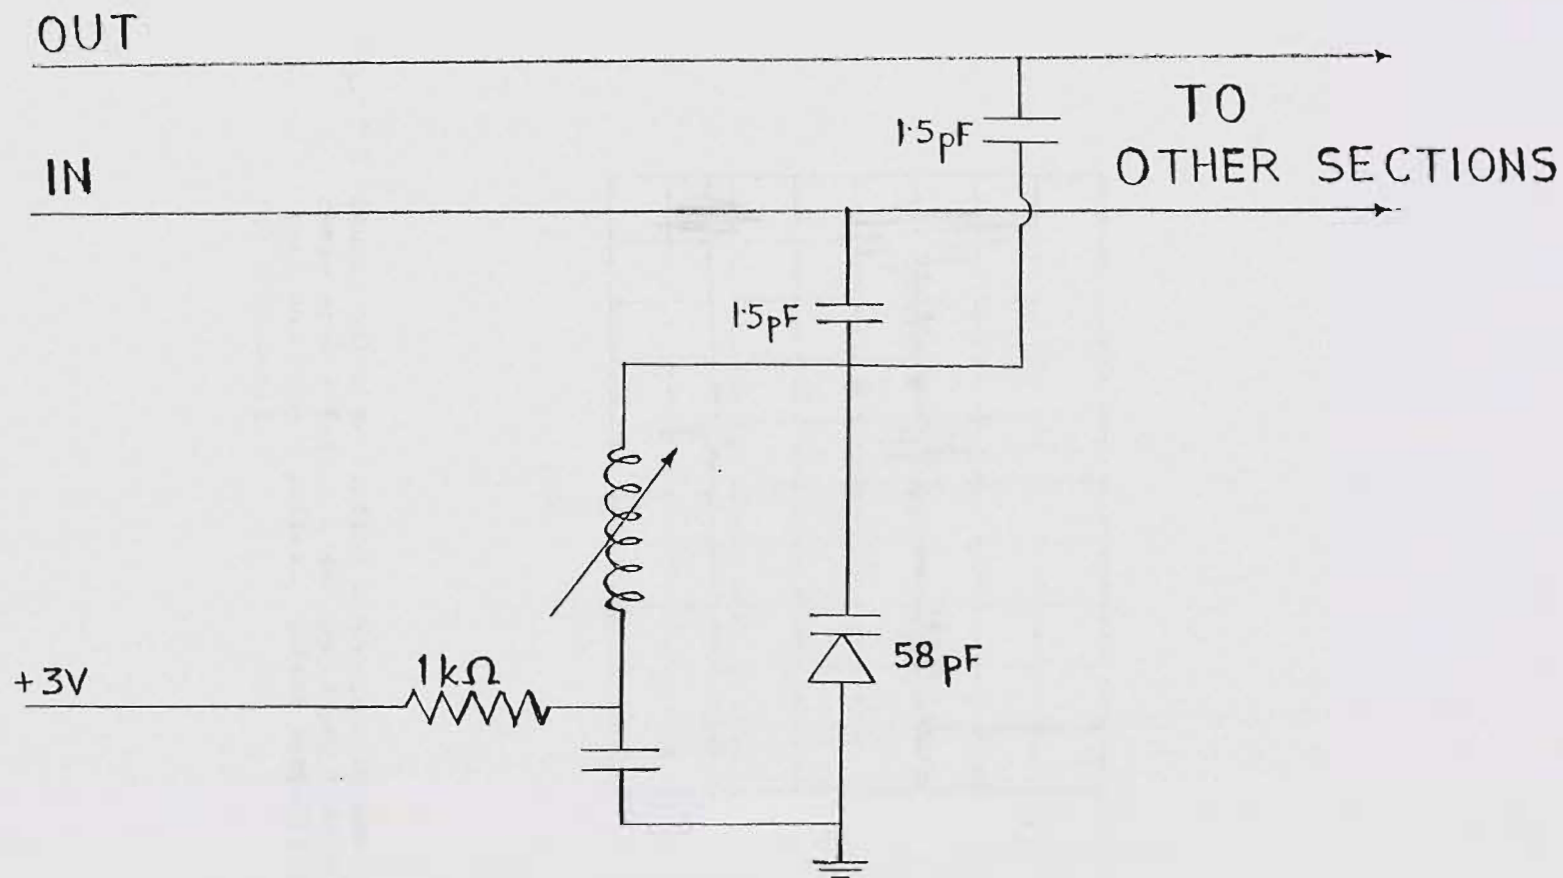 OUT
TO
1.5pF
OTHER SECTIONS
IN
1.5pF
58pF
1kΩ
+3V